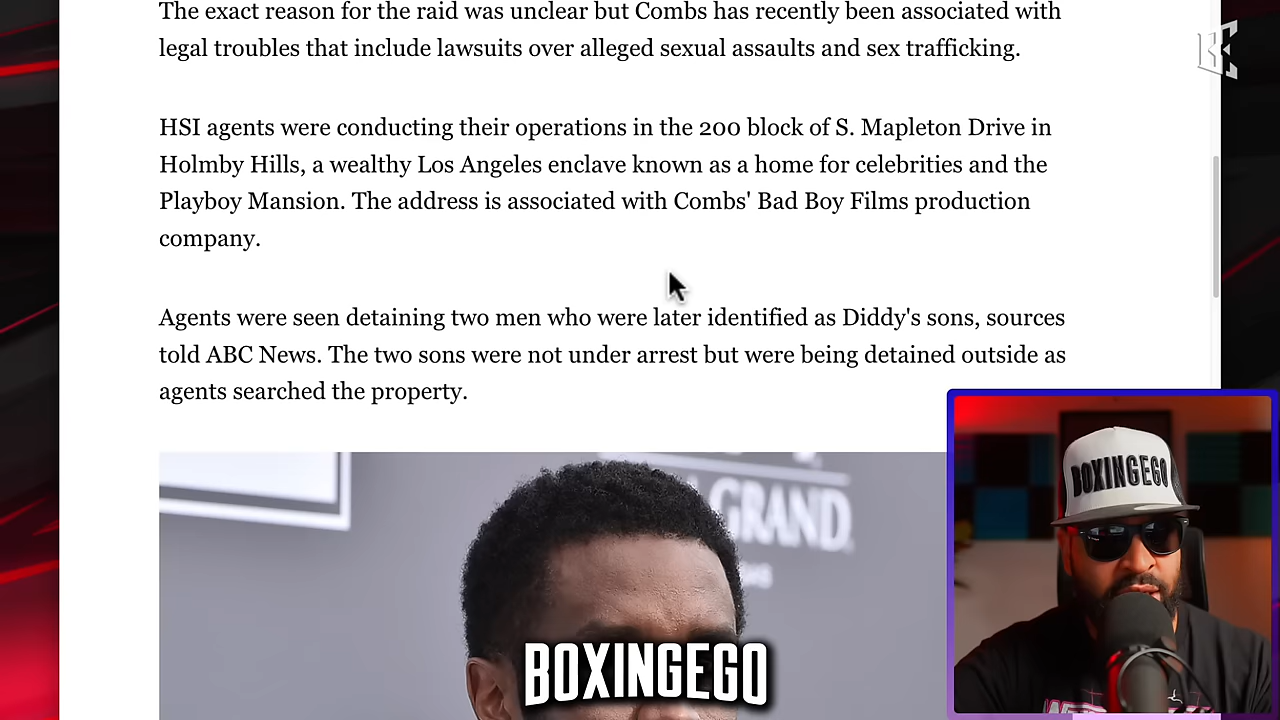 The exact reason for the raid was unclear but Combs has recently been associated with
legal troubles that include lawsuits over alleged sexual assaults and sex trafficking.
HSI agents were conducting their operations in the 200 block of S. Mapleton Drive in
Holmby Hills, a wealthy Los Angeles enclave known as a home for celebrities and the
Playboy Mansion. The address is associated with Combs' Bad Boy Films production
company.
Agents were seen detaining two men who were later identified as Diddy's sons, sources
told ABC News. The two sons were not under arrest but were being detained outside as
agents searched the property.
GRAND
BOXINGEGO
BOXINGEGO